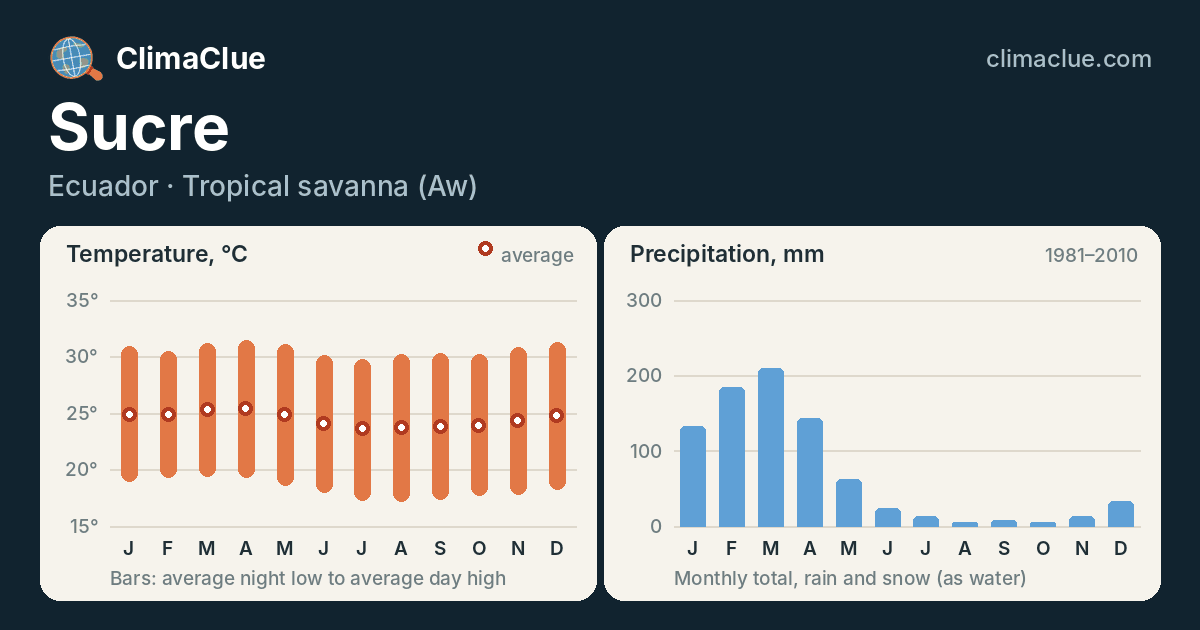 ClimaClue
climaclue.com
Sucre
Ecuador · Tropical savanna (Aw)
Temperature, °C
average
35°
30°
25°
20°
15°
J F M A M J J A S O N D
Bars: average night low to average day high
Precipitation, mm
1981–2010
300
200
100
0
J F M A M J J A S O N D
Monthly total, rain and snow (as water)